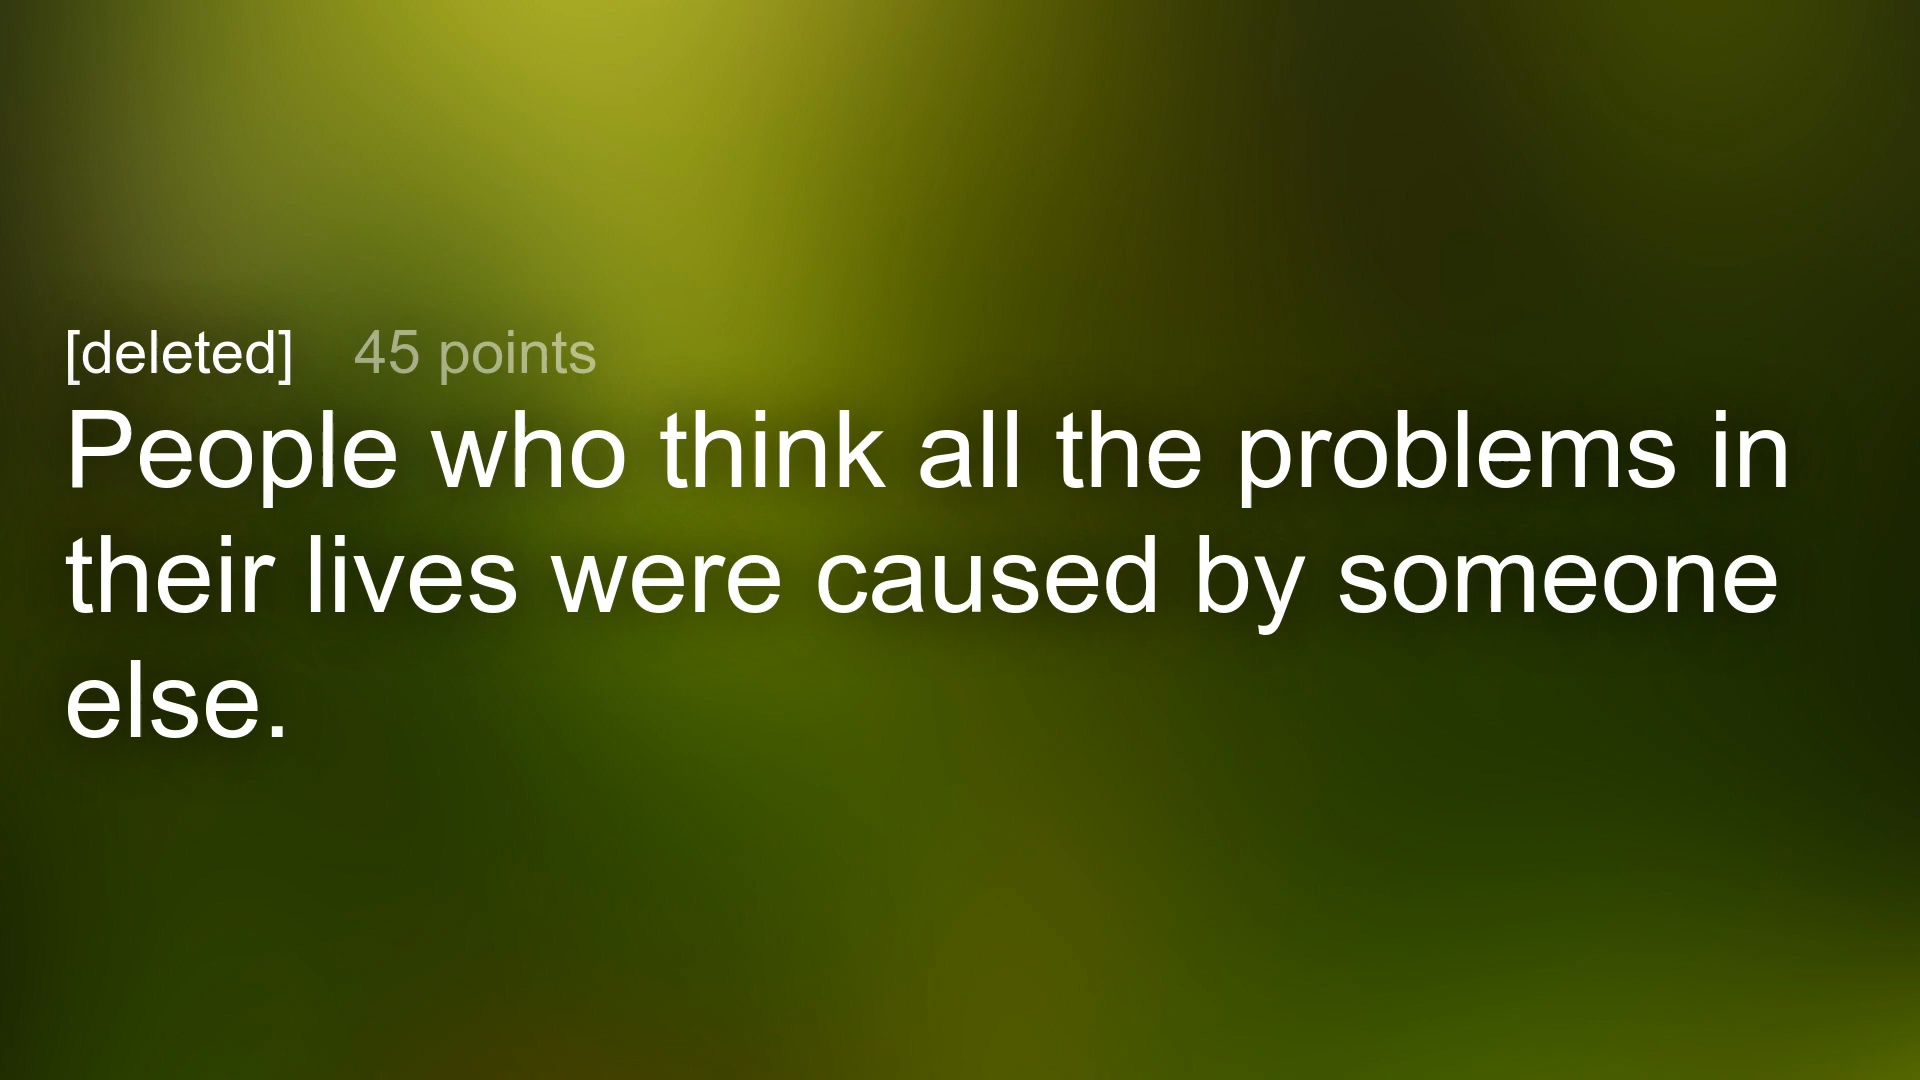 [deleted] 45 points
People who think all the problems in
their lives were caused by someone
else.